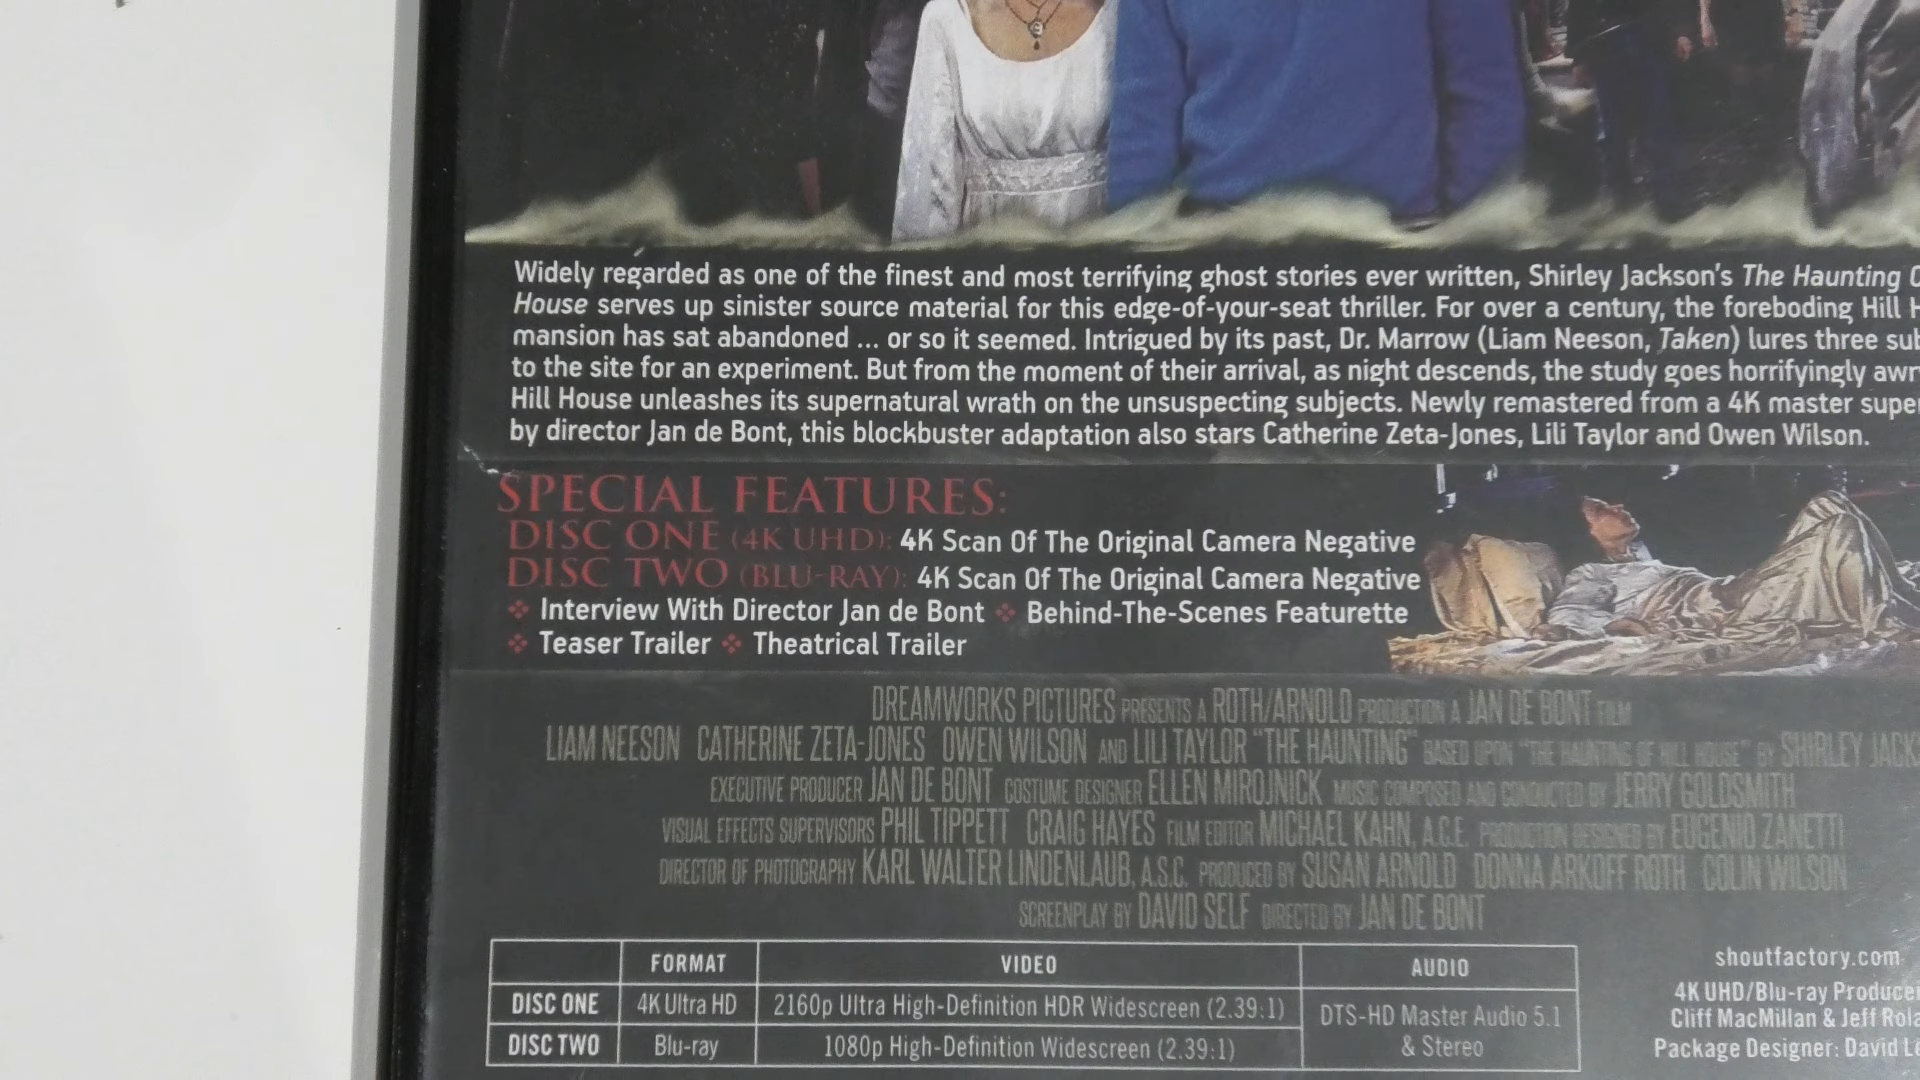 Widely regarded as one of the finest and most terrifying ghost stories ever written, Shirley Jackson's The Haunting
House serves up sinister source material for this edge-of-your-seat thriller. For over a century, the foreboding Hill
mansion has sat abandoned ... or so it seemed. Intrigued by its past, Dr. Marrow (Liam Neeson, Taken) lures three
to the site for an experiment. But from the moment of their arrival, as night descends, the study goes horrifyingly
Hill House unleashes its supernatural wrath on the unsuspecting subjects. Newly remastered from a 4K master
by director Jan de Bont, this blockbuster adaptation also stars Catherine Zeta-Jones, Lili Taylor and Owen Wilson.
SPECIAL FEATURES:
DISC ONE (4K UHD): 4K Scan Of The Original Camera Negative
DISC TWO (BLU-RAY): 4K Scan Of The Original Camera Negative
❖ Interview With Director Jan de Bont ❖ Behind-The-Scenes Featurette
❖ Teaser Trailer ❖ Theatrical Trailer
DREAMWORKS PICTURES PRESENTS A ROTH/ARNOLD PRODUCTION A JAN DE BONT FILM
LIAM NEESON CATHERINE ZETA-JONES OWEN WILSON AND LILI TAYLOR "THE HAUNTING" BASED UPON "THE HAUNTING OF HILL HOUSE" BY SHIRLEY
EXECUTIVE PRODUCER JAN DE BONT COSTUME DESIGNER ELLEN MIROJNICK MUSIC COMPOSED AND CONDUCTED BY JERRY GOLDSMITH
VISUAL EFFECTS SUPERVISORS PHIL TIPPETT CRAIG HAYES FILM EDITOR MICHAEL KAHN, A.C.E. PRODUCTION DESIGNED BY EUGENIO ZANETTI
DIRECTOR OF PHOTOGRAPHY KARL WALTER LINDENLAUB, A.S.C. PRODUCED BY SUSAN ARNOLD DONNA ARKOFF ROTH COLIN WILSON
SCREENPLAY BY DAVID SELF DIRECTED BY JAN DE BONT
FORMAT VIDEO AUDIO
DISC ONE 4K Ultra HD 2160p Ultra High-Definition HDR Widescreen (2.39:1) DTS-HD Master Audio 5.1
DISC TWO Blu-ray 1080p High-Definition Widescreen (2.39:1) & Stereo
shoutfactory.com
4K UHD/Blu-ray
Cliff MacMillan & Jeff
Package Designer: David